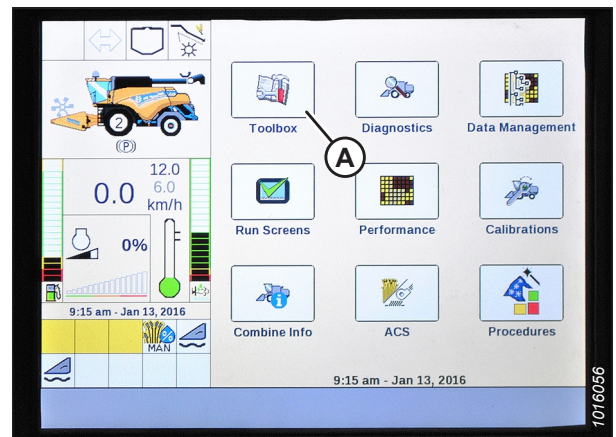 2
(P)
12.0
0.0
6.0
km/h
0%
9:15 am - Jan 13, 2016
MAN
Toolbox
A
Diagnostics
Data Management
Run Screens
Performance
Calibrations
Combine Info
ACS
Procedures
9:15 am - Jan 13, 2016
1016056